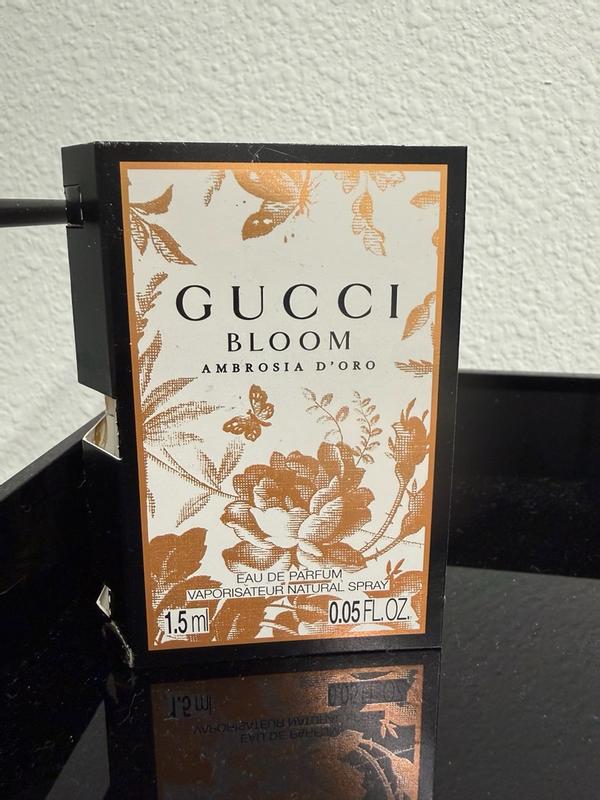 GUCCI
BLOOM
AMBROSIA D'ORO
EAU DE PARFUM
VAPORISATEUR NATURAL SPRAY
1.5 ml
0.05 FL.OZ.